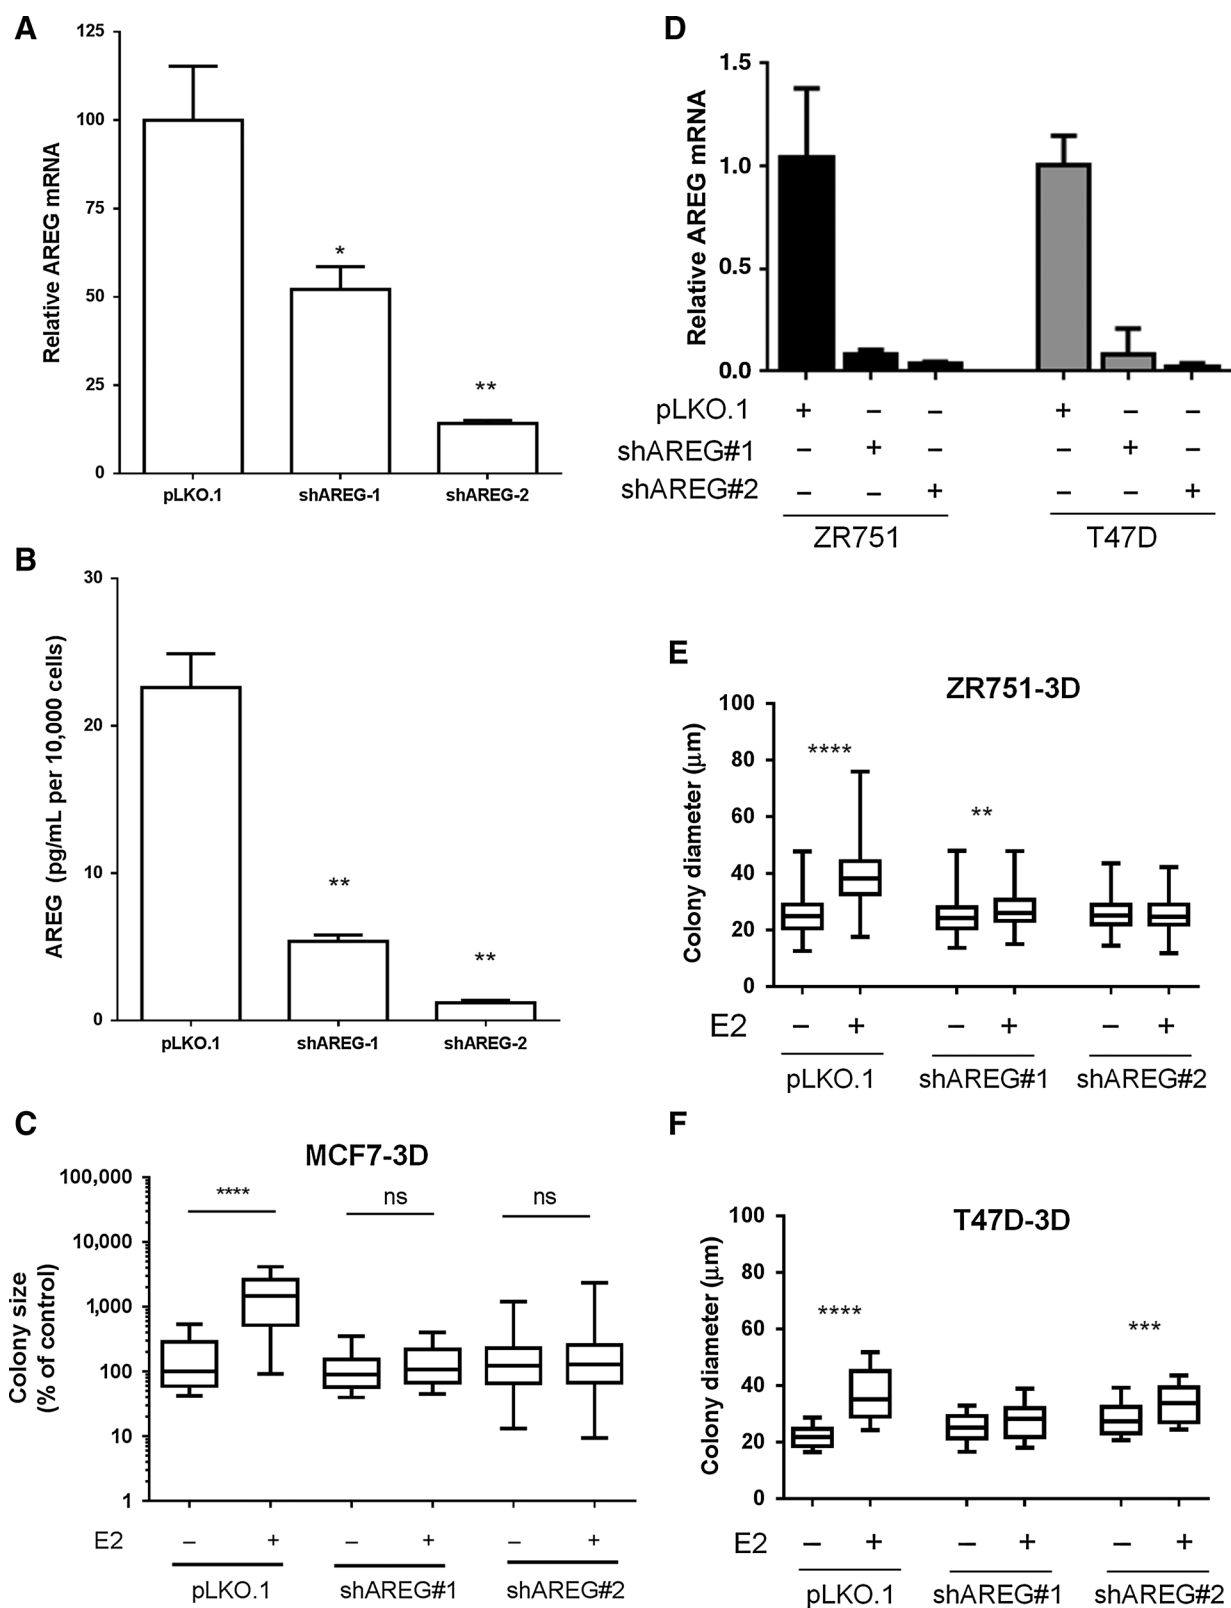 A
125
100
75
50
25
0
Relative AREG mRNA
*
**
pLKO.1 shAREG-1 shAREG-2
B
30
20
10
0
AREG (pg/mL per 10,000 cells)
**
**
pLKO.1 shAREG-1 shAREG-2
C
MCF7-3D
100,000
10,000
1,000
100
10
1
Colony size
(% of control)
**** ns ns
E2 – + – + – +
pLKO.1 shAREG#1 shAREG#2
D
1.5
1.0
0.5
0.0
Relative AREG mRNA
pLKO.1 + – – + – –
shAREG#1 – + – – + –
shAREG#2 – – + – – +
ZR751 T47D
E
ZR751-3D
100
80
60
40
20
0
Colony diameter (μm)
****
**
E2 – + – + – +
pLKO.1 shAREG#1 shAREG#2
F
T47D-3D
100
80
60
40
20
0
Colony diameter (μm)
****
***
E2 – + – + – +
pLKO.1 shAREG#1 shAREG#2